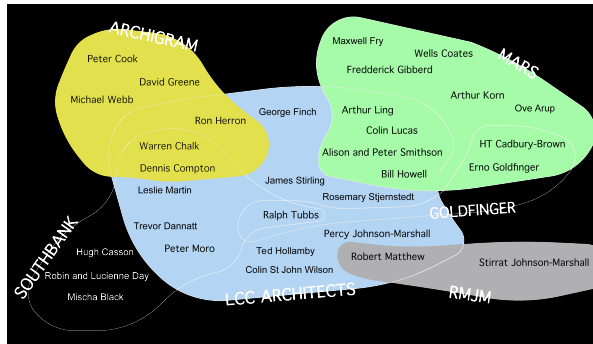 ARCHIGRAM
Peter Cook
David Greene
Michael Webb
Ron Herron
Warren Chalk
Dennis Compton
MARS
Maxwell Fry
Wells Coates
Fredderick Gibberd
Arthur Korn
Ove Arup
Arthur Ling
Colin Lucas
HT Cadbury-Brown
Alison and Peter Smithson
Erno Goldfinger
Bill Howell
George Finch
James Stirling
Leslie Martin
Rosemary Stjernstedt
GOLDFINGER
Ralph Tubbs
Trevor Dannatt
Percy Johnson-Marshall
Peter Moro
Ted Hollamby
Colin St John Wilson
LCC ARCHITECTS
SOUTHBANK
Hugh Casson
Robin and Lucienne Day
Mischa Black
Robert Matthew
Stirrat Johnson-Marshall
RMJM